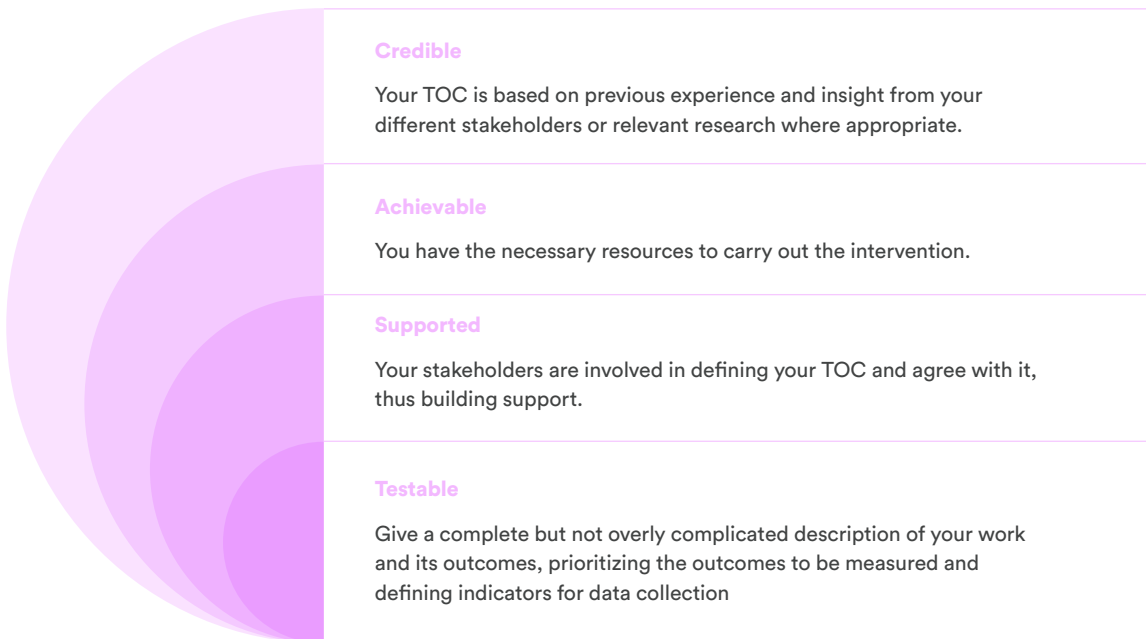 Credible
Your TOC is based on previous experience and insight from your
different stakeholders or relevant research where appropriate.
Achievable
You have the necessary resources to carry out the intervention.
Supported
Your stakeholders are involved in defining your TOC and agree with it,
thus building support.
Testable
Give a complete but not overly complicated description of your work
and its outcomes, prioritizing the outcomes to be measured and
defining indicators for data collection